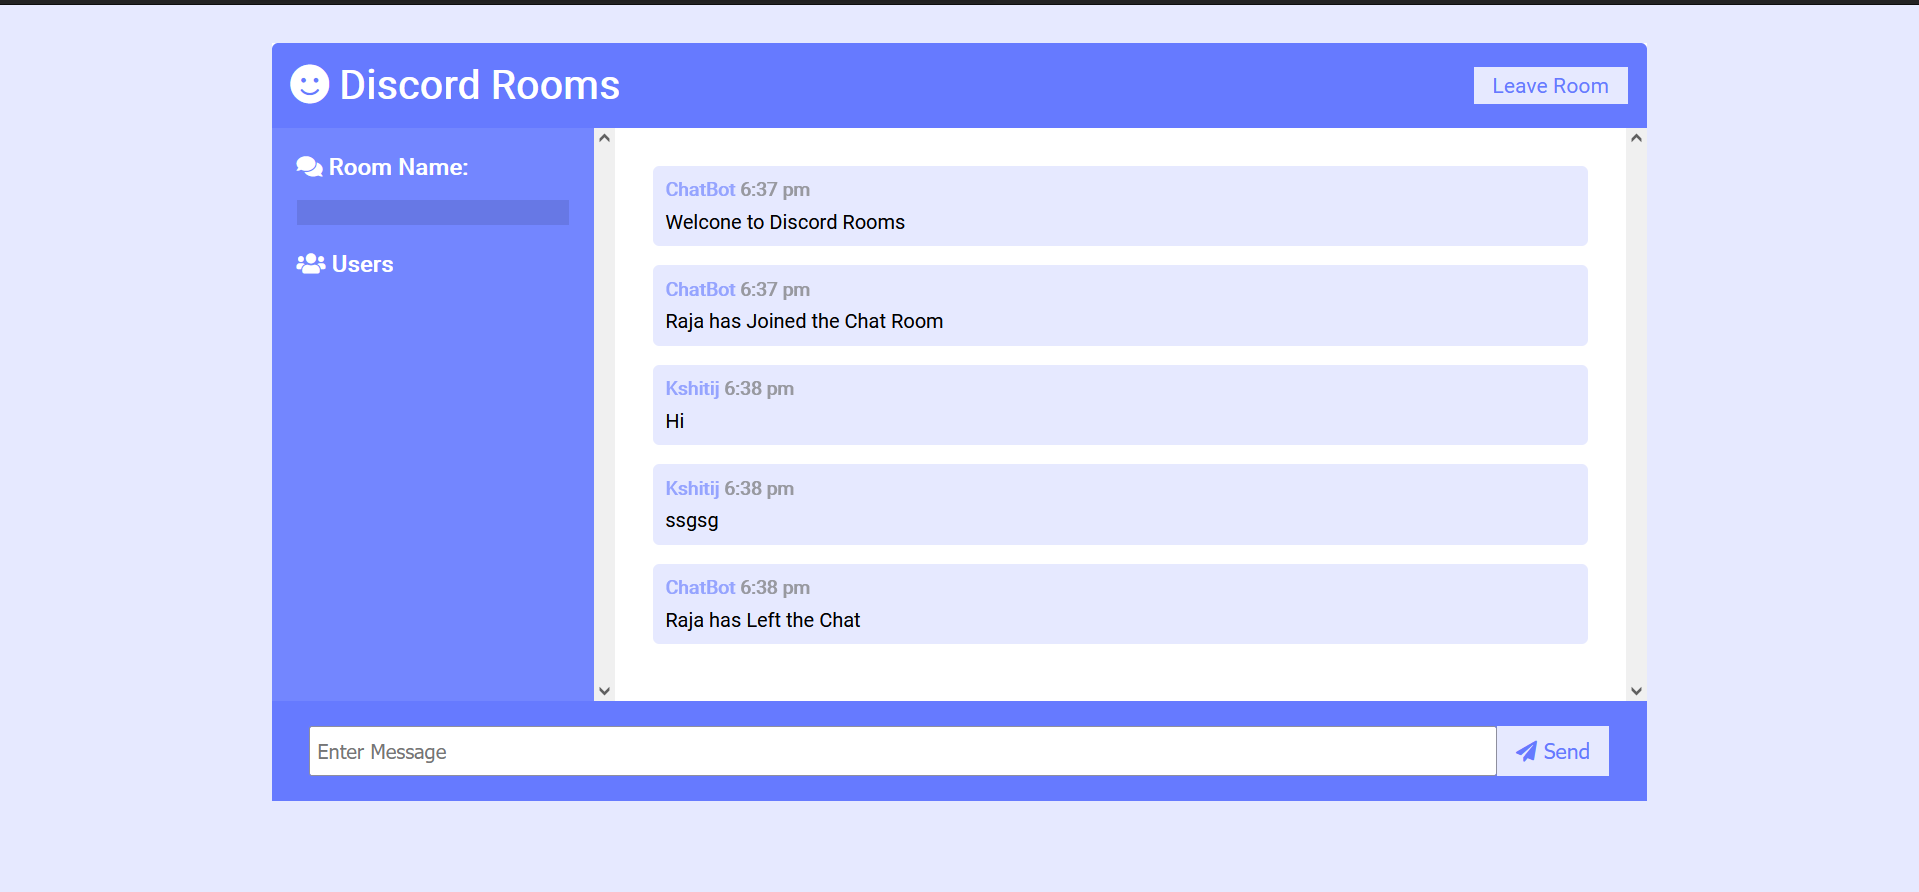 Discord Rooms
Leave Room
Room Name:
Users
ChatBot 6:37 pm
Welcone to Discord Rooms
ChatBot 6:37 pm
Raja has Joined the Chat Room
Kshitij 6:38 pm
Hi
Kshitij 6:38 pm
ssgsg
ChatBot 6:38 pm
Raja has Left the Chat
Enter Message
Send